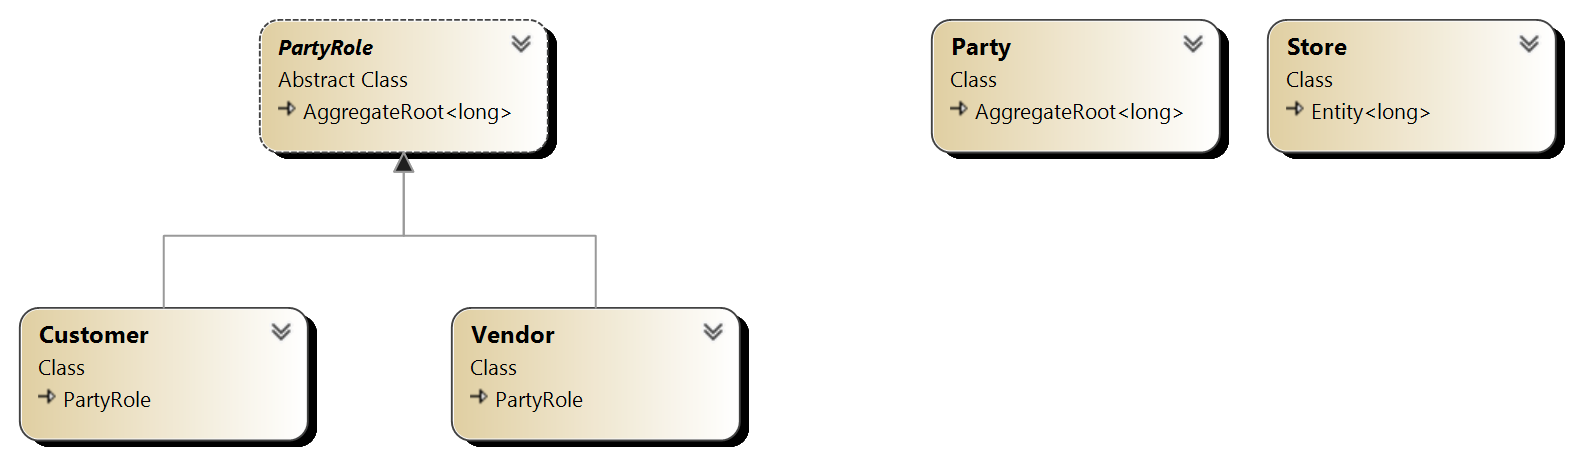 PartyRole
Abstract Class
AggregateRoot<long>
Party
Class
AggregateRoot<long>
Store
Class
Entity<long>
Customer
Class
PartyRole
Vendor
Class
PartyRole